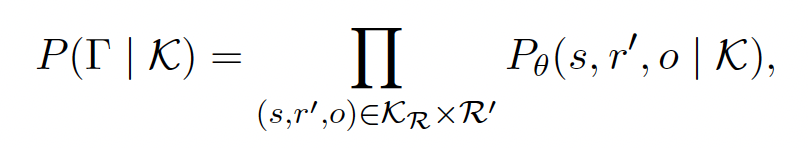 P(Γ | 𝒦) = ∏_{(s,r′,o)∈𝒦_ℛ×ℛ′} P_θ(s, r′, o | 𝒦),